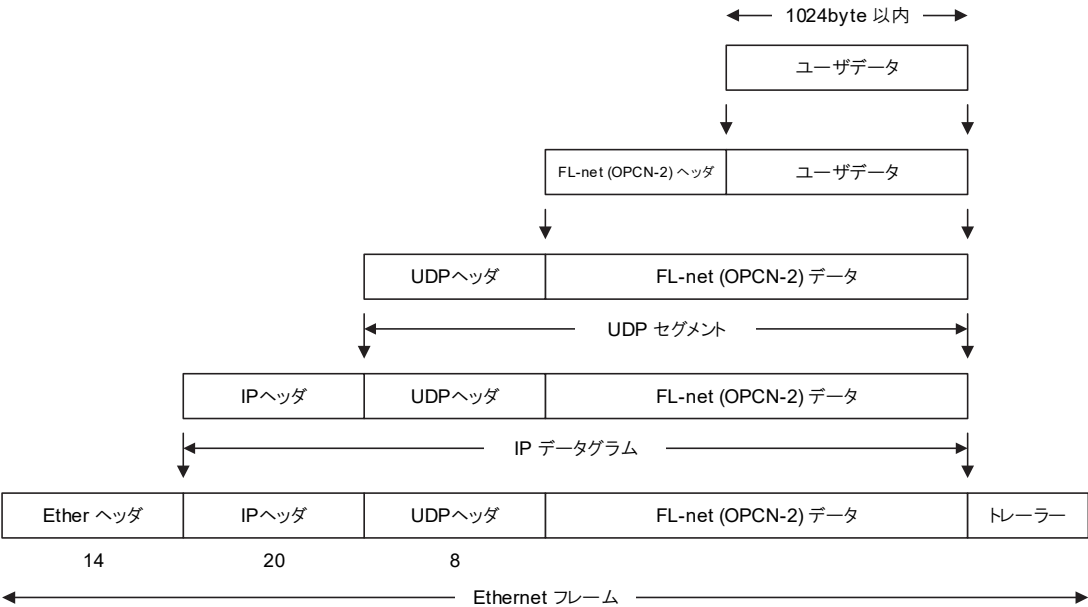 1024byte 以内
ユーザデータ
FL-net (OPCN-2) ヘッダ ユーザデータ
UDPヘッダ FL-net (OPCN-2) データ
UDP セグメント
IPヘッダ UDPヘッダ FL-net (OPCN-2) データ
IP データグラム
Ether ヘッダ IPヘッダ UDPヘッダ FL-net (OPCN-2) データ トレーラー
14 20 8
Ethernet フレーム